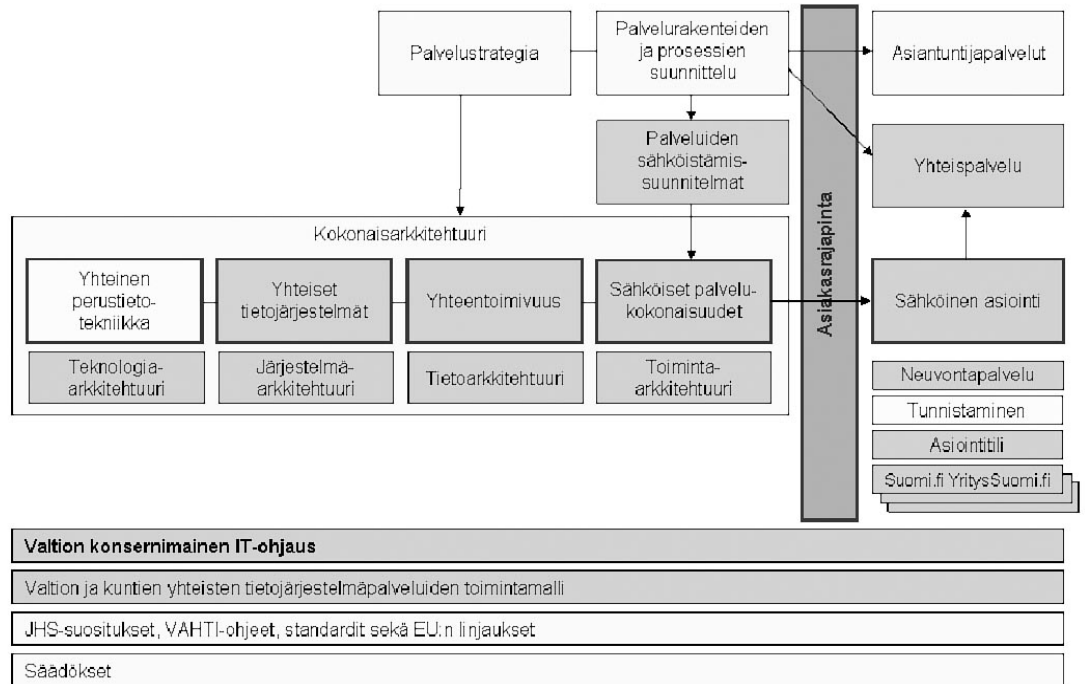 Palvelustrategia
Palvelurakenteiden
ja prosessien
suunnittelu
Asiantuntijapalvelut
Palveluiden
sähköistämis-
suunnitelmat
Yhteispalvelu
Asiakasrajapinta
Kokonaisarkkitehtuuri
Yhteinen
perustieto-
tekniikka
Yhteiset
tietojärjestelmät
Yhteentoimivuus
Sähköiset palvelu-
kokonaisuudet
Sähköinen asiointi
Teknologia-
arkkitehtuuri
Järjestelmä-
arkkitehtuuri
Tietoarkkitehtuuri
Toiminta-
arkkitehtuuri
Neuvontapalvelu
Tunnistaminen
Asiointitili
Suomi.fi YritysSuomi.fi
Valtion konsernimainen IT-ohjaus
Valtion ja kuntien yhteisten tietojärjestelmäpalveluiden toimintamalli
JHS-suositukset, VAHTI-ohjeet, standardit sekä EU:n linjaukset
Säädökset